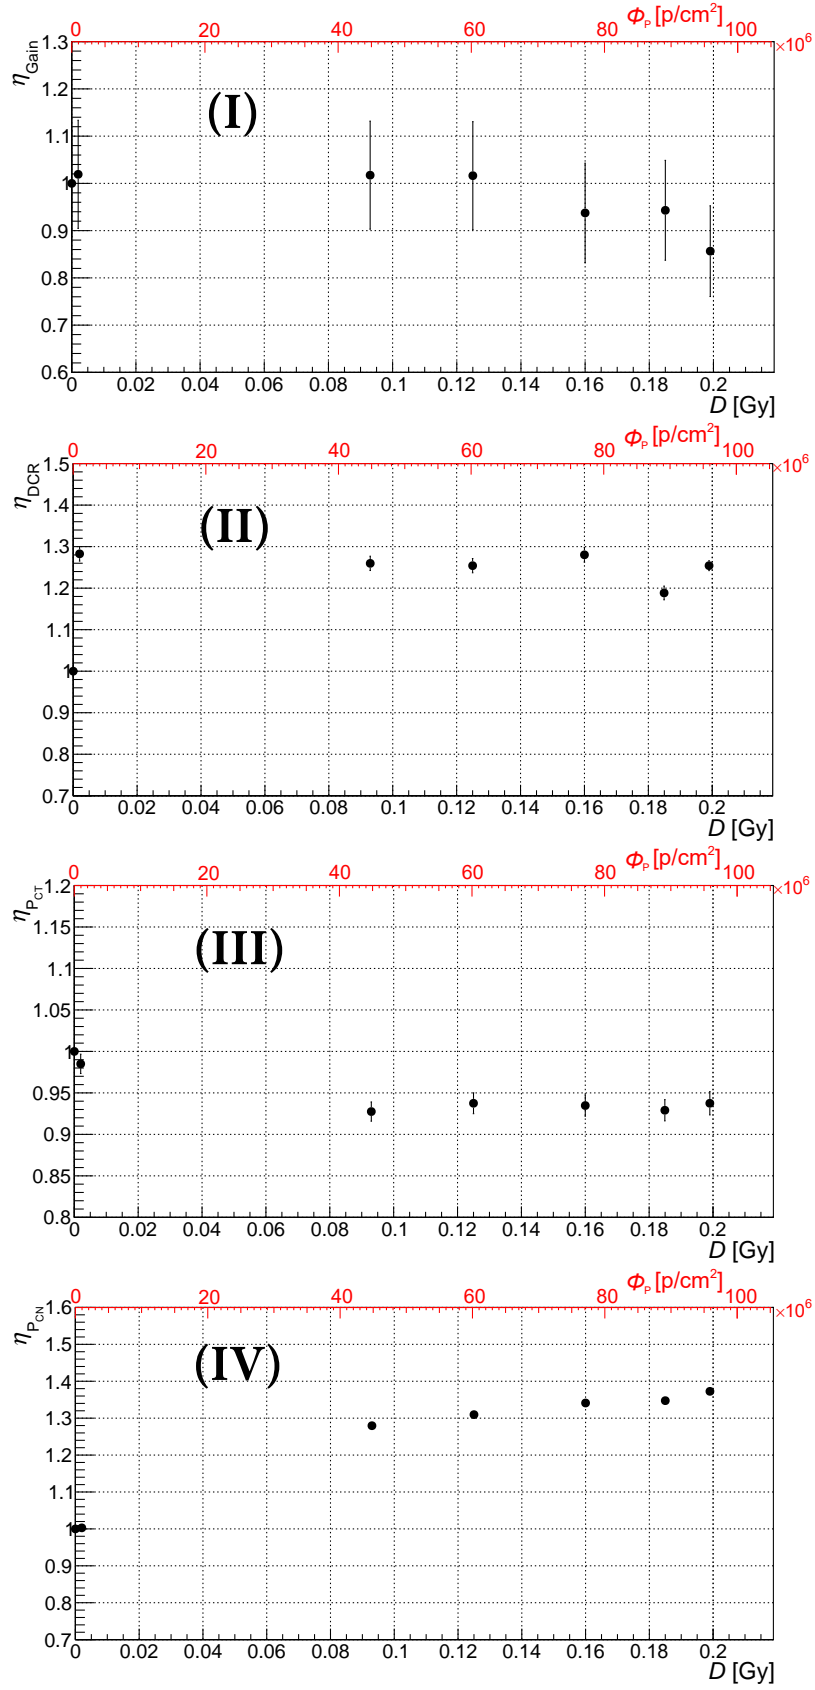 0 20 40 60 80 100 ϕ_P [p/cm²] ×10⁶
η_Gain
1.3
1.2
(I)
1.1
1
0.9
0.8
0.7
0.6
0 0.02 0.04 0.06 0.08 0.1 0.12 0.14 0.16 0.18 0.2
D [Gy]
0 20 40 60 80 100 ϕ_P [p/cm²] ×10⁶
η_DCR
1.5
1.4
(II)
1.3
1.2
1.1
1
0.9
0.8
0.7
0 0.02 0.04 0.06 0.08 0.1 0.12 0.14 0.16 0.18 0.2
D [Gy]
0 20 40 60 80 100 ϕ_P [p/cm²] ×10⁶
η_P_CT
1.2
1.15
(III)
1.1
1.05
1
0.95
0.9
0.85
0.8
0 0.02 0.04 0.06 0.08 0.1 0.12 0.14 0.16 0.18 0.2
D [Gy]
0 20 40 60 80 100 ϕ_P [p/cm²] ×10⁶
η_P_CN
1.6
1.5
(IV)
1.4
1.3
1.2
1.1
1
0.9
0.8
0.7
0 0.02 0.04 0.06 0.08 0.1 0.12 0.14 0.16 0.18 0.2
D [Gy]